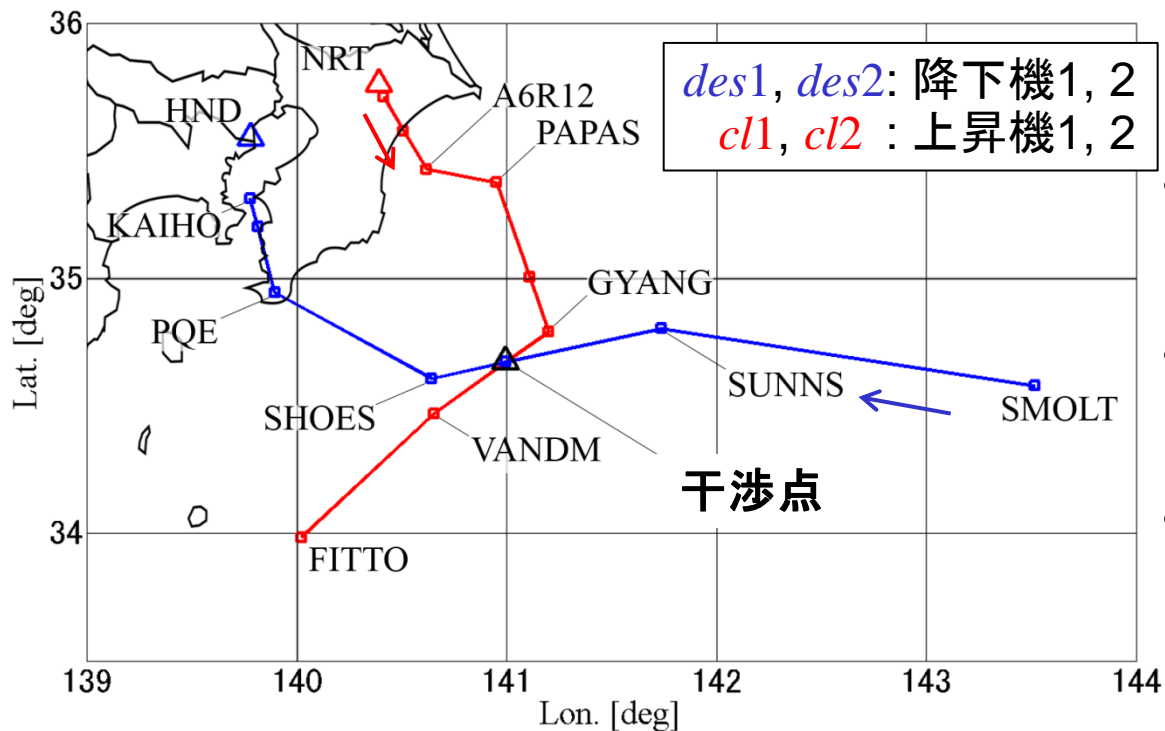 36
35
34
Lat. [deg]
NRT
HND
A6R12
PAPAS
KAIHO
GYANG
PQE
SUNNS
SMOLT
SHOES
VANDM
干渉点
FITTO
des1, des2: 降下機1, 2
cl1, cl2 : 上昇機1, 2
139 140 141 142 143 144
Lon. [deg]